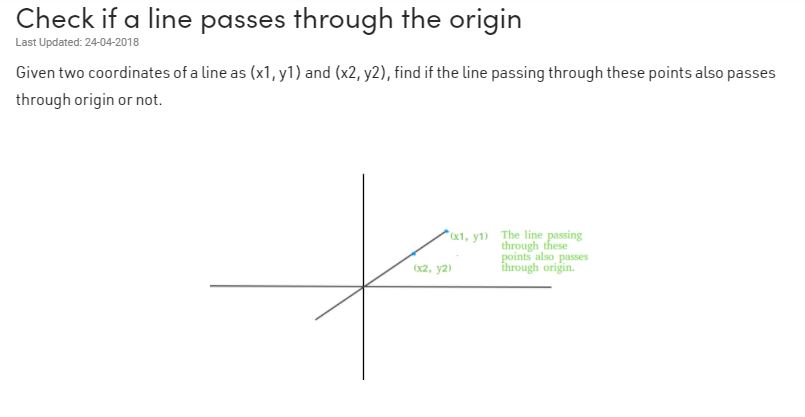 Check if a line passes through the origin
Last Updated: 24-04-2018
Given two coordinates of a line as (x1, y1) and (x2, y2), find if the line passing through these points also passes
through origin or not.
(x1, y1)
The line passing
through these
points also passes
through origin.
(x2, y2)